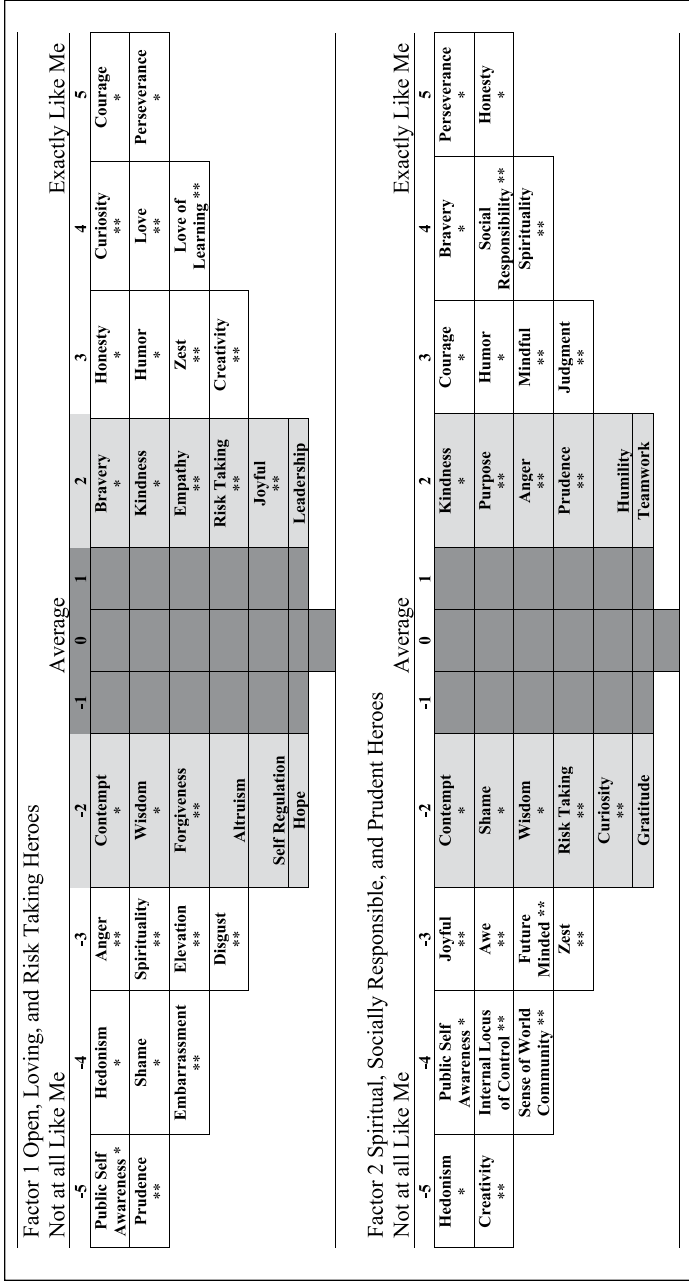 Factor 1 Open, Loving, and Risk Taking Heroes
Not at all Like Me Average Exactly Like Me
-5 -4 -3 -2 -1 0 1 2 3 4 5
Public Self Awareness * Hedonism * Anger ** Contempt * Bravery * Honesty * Curiosity ** Courage *
Prudence ** Shame * Spirituality ** Wisdom * Kindness * Humor * Love ** Perseverance *
Embarrassment ** Elevation ** Forgiveness ** Empathy ** Zest ** Love of Learning **
Disgust ** Altruism Risk Taking ** Creativity **
Self Regulation Joyful **
Hope Leadership
Factor 2 Spiritual, Socially Responsible, and Prudent Heroes
Not at all Like Me Average Exactly Like Me
-5 -4 -3 -2 -1 0 1 2 3 4 5
Hedonism * Public Self Awareness * Joyful ** Contempt * Kindness * Courage * Bravery * Perseverance *
Creativity ** Internal Locus of Control ** Awe ** Shame * Purpose ** Humor * Social Responsibility ** Honesty *
Sense of World Community ** Future Minded ** Wisdom * Anger ** Mindful ** Spirituality **
Zest ** Risk Taking ** Prudence ** Judgment **
Curiosity ** Humility
Gratitude Teamwork